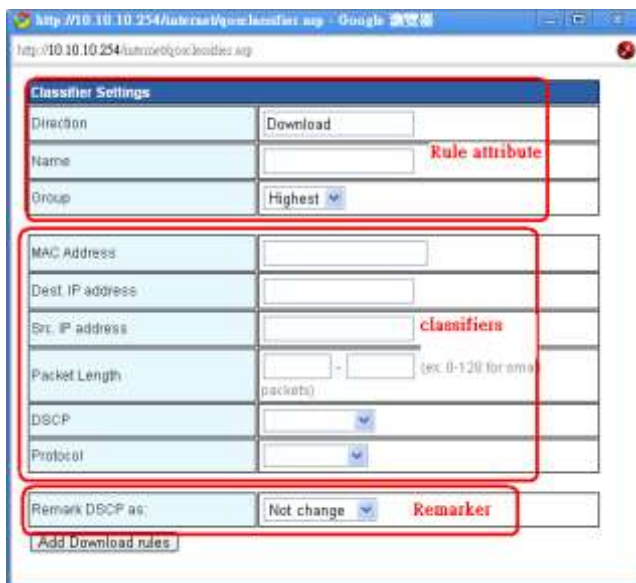 http://10.10.10.254/internet/qosclassifier.asp - Google 瀏覽器
http://10.10.10.254/internet/qosclassifier.asp
Classifier Settings
Direction Download
Name Rule attribute
Group Highest
MAC Address
Dest. IP address
Src. IP address classifiers
Packet Length - (ex: 0-128 for small
packets)
DSCP
Protocol
Remark DSCP as: Not change Remarker
Add Download rules